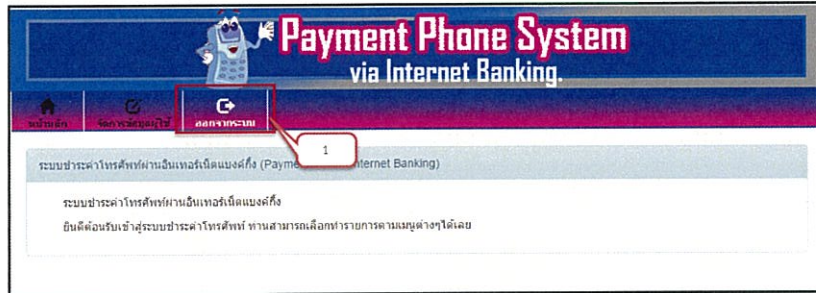 Payment Phone System
via Internet Banking.
หน้าหลัก จัดการข้อมูลผู้ใช้ ออกจากระบบ
1
ระบบชำระค่าโทรศัพท์ผ่านอินเทอร์เน็ตแบงค์กิ้ง (Payme nternet Banking)
ระบบชำระค่าโทรศัพท์ผ่านอินเทอร์เน็ตแบงค์กิ้ง
ยินดีต้อนรับเข้าสู่ระบบชำระค่าโทรศัพท์ ท่านสามารถเลือกทำรายการตามเมนูต่างๆได้เลย